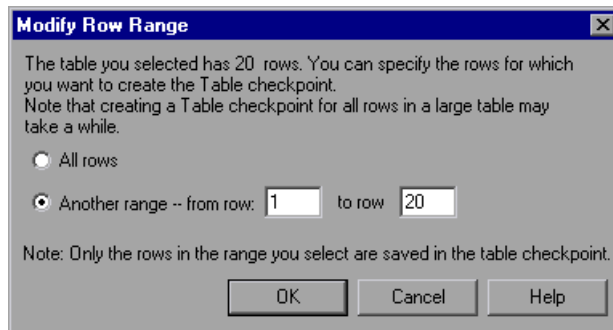 Modify Row Range
The table you selected has 20 rows. You can specify the rows for which
you want to create the Table checkpoint.
Note that creating a Table checkpoint for all rows in a large table may
take a while.
All rows
Another range -- from row: 1 to row 20
Note: Only the rows in the range you select are saved in the table checkpoint.
OK Cancel Help